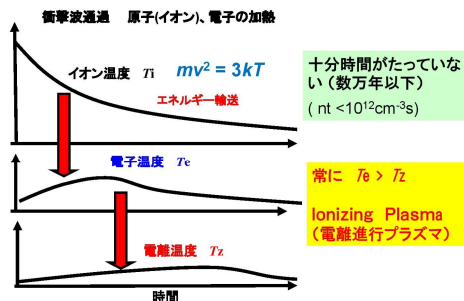 衝撃波通過　原子(イオン)、電子の加熱
イオン温度 Ti
mv² = 3kT
エネルギー輸送
十分時間がたっていな
い（数万年以下）
( nt <10¹²cm⁻³s)
電子温度 Te
常に Te > Tz
Ionizing Plasma
（電離進行プラズマ）
電離温度 Tz
時間